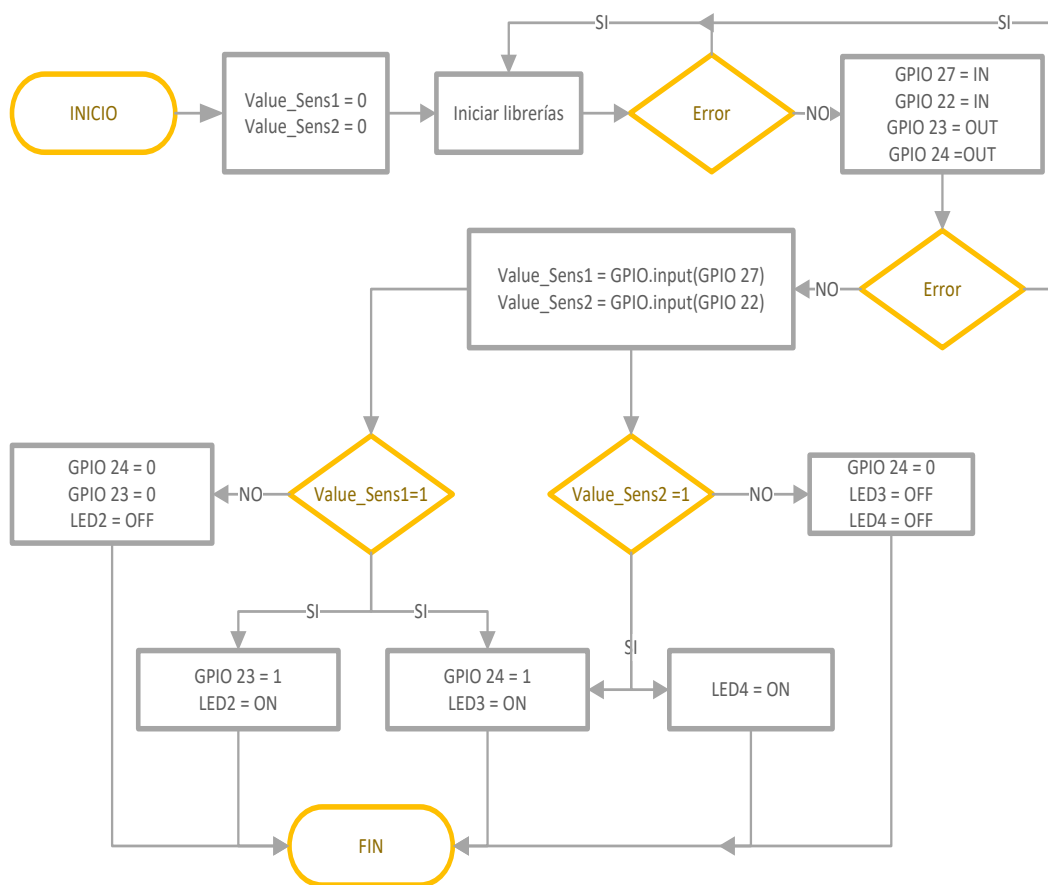 SI
SI
INICIO
Value_Sens1 = 0
Value_Sens2 = 0
Iniciar librerías
Error
NO
GPIO 27 = IN
GPIO 22 = IN
GPIO 23 = OUT
GPIO 24 =OUT
Value_Sens1 = GPIO.input(GPIO 27)
Value_Sens2 = GPIO.input(GPIO 22)
NO
Error
GPIO 24 = 0
GPIO 23 = 0
LED2 = OFF
NO
Value_Sens1=1
Value_Sens2 =1
NO
GPIO 24 = 0
LED3 = OFF
LED4 = OFF
SI
SI
SI
GPIO 23 = 1
LED2 = ON
GPIO 24 = 1
LED3 = ON
LED4 = ON
FIN